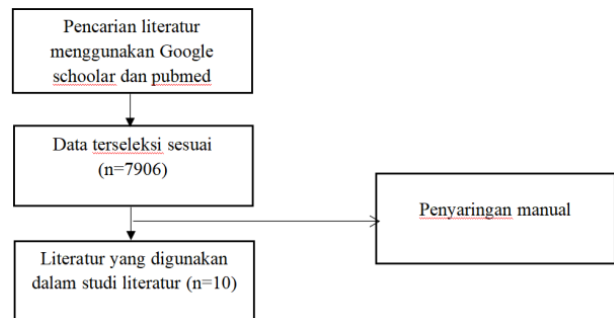 Pencarian literatur
menggunakan Google
schoolar dan pubmed
Data terseleksi sesuai
(n=7906)
Penyaringan manual
Literatur yang digunakan
dalam studi literatur (n=10)